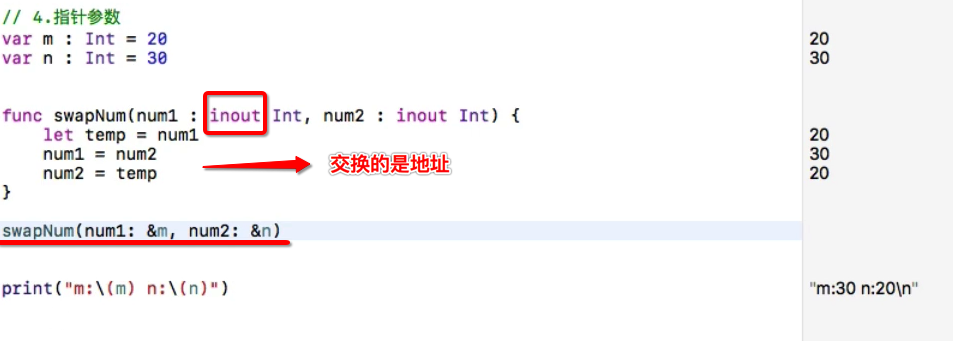 // 4.指针参数
var m : Int = 20 20
var n : Int = 30 30
func swapNum(num1 : inout Int, num2 : inout Int) {
let temp = num1 20
num1 = num2 30
交换的是地址
num2 = temp 20
}
swapNum(num1: &m, num2: &n)
print("m:\(m) n:\(n)") "m:30 n:20\n"